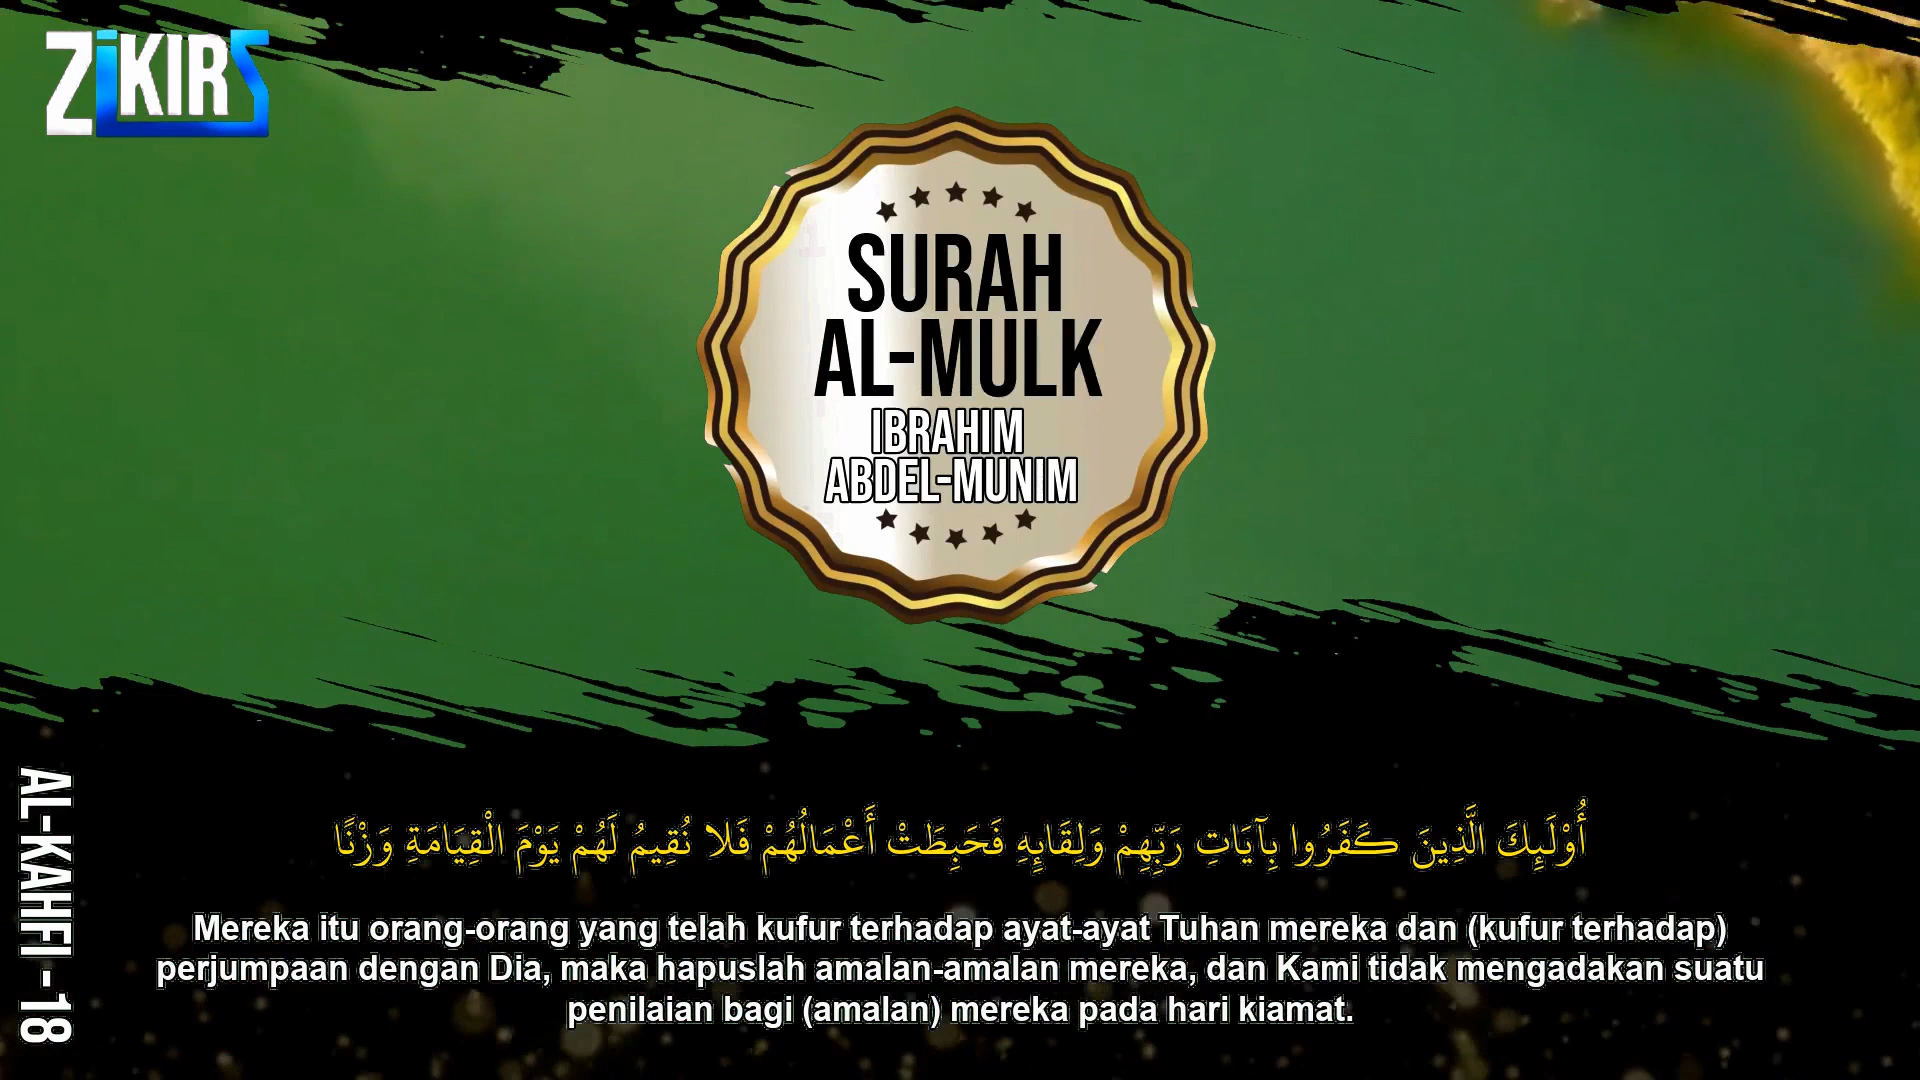 ZiKIRS
SURAH
AL-MULK
IBRAHIM
ABDEL-MUNIM
أُوْلَئِكَ الَّذِينَ كَفَرُوا بِآيَاتِ رَبِّهِمْ وَلِقَائِهِ فَحَبِطَتْ أَعْمَالُهُمْ فَلا نُقِيمُ لَهُمْ يَوْمَ الْقِيَامَةِ وَزْنًا
Mereka itu orang-orang yang telah kufur terhadap ayat-ayat Tuhan mereka dan (kufur terhadap)
perjumpaan dengan Dia, maka hapuslah amalan-amalan mereka, dan Kami tidak mengadakan suatu
penilaian bagi (amalan) mereka pada hari kiamat.
AL-KAHFI - 18